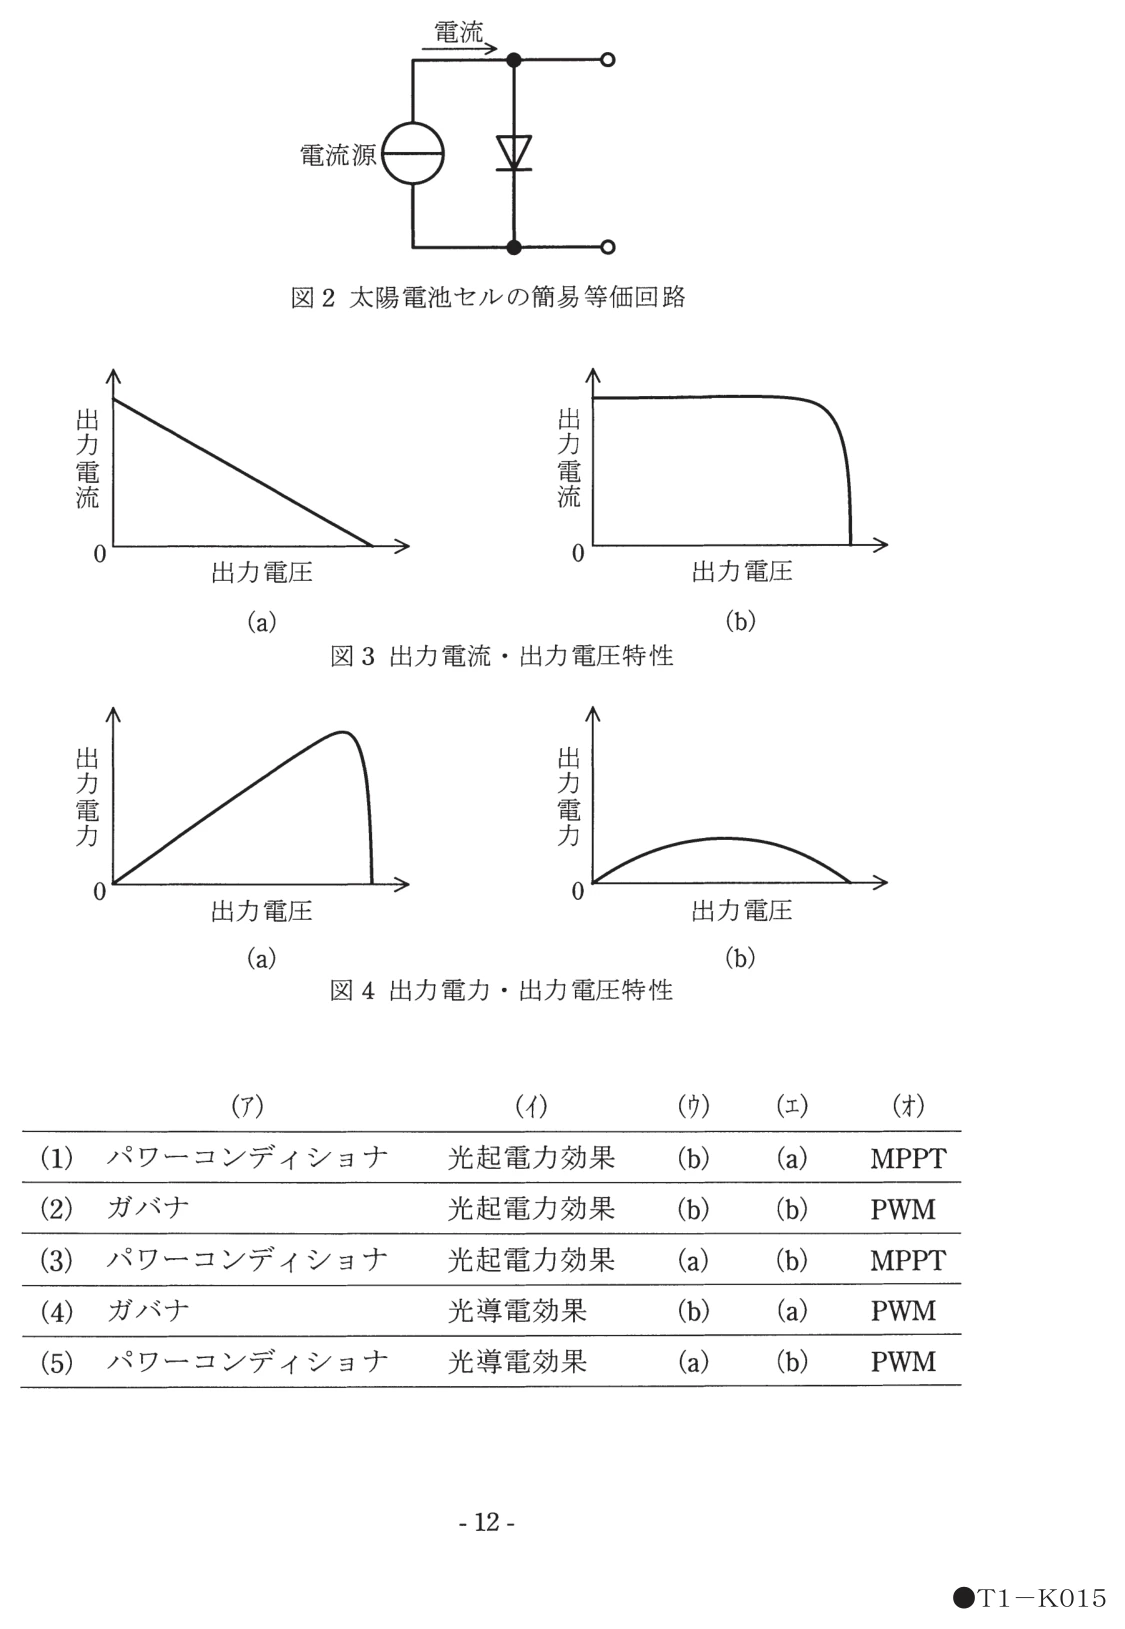 電流
電流源
図2 太陽電池セルの簡易等価回路
出力電流
0
出力電圧
(a)
出力電流
0
出力電圧
(b)
図3 出力電流・出力電圧特性
出力電力
0
出力電圧
(a)
出力電力
0
出力電圧
(b)
図4 出力電力・出力電圧特性
(ア) (イ) (ウ) (エ) (オ)
(1) パワーコンディショナ 光起電力効果 (b) (a) MPPT
(2) ガバナ 光起電力効果 (b) (b) PWM
(3) パワーコンディショナ 光起電力効果 (a) (b) MPPT
(4) ガバナ 光導電効果 (b) (a) PWM
(5) パワーコンディショナ 光導電効果 (a) (b) PWM
- 12 -
●T1－K015